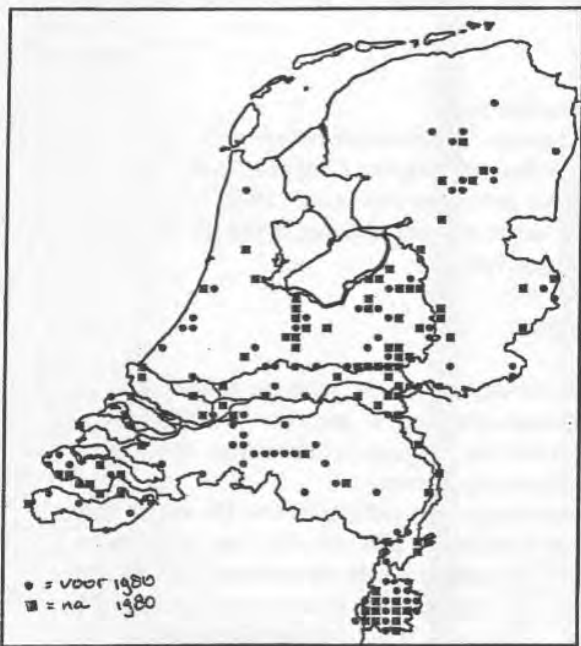 ● = voor 1980
■ = na 1980